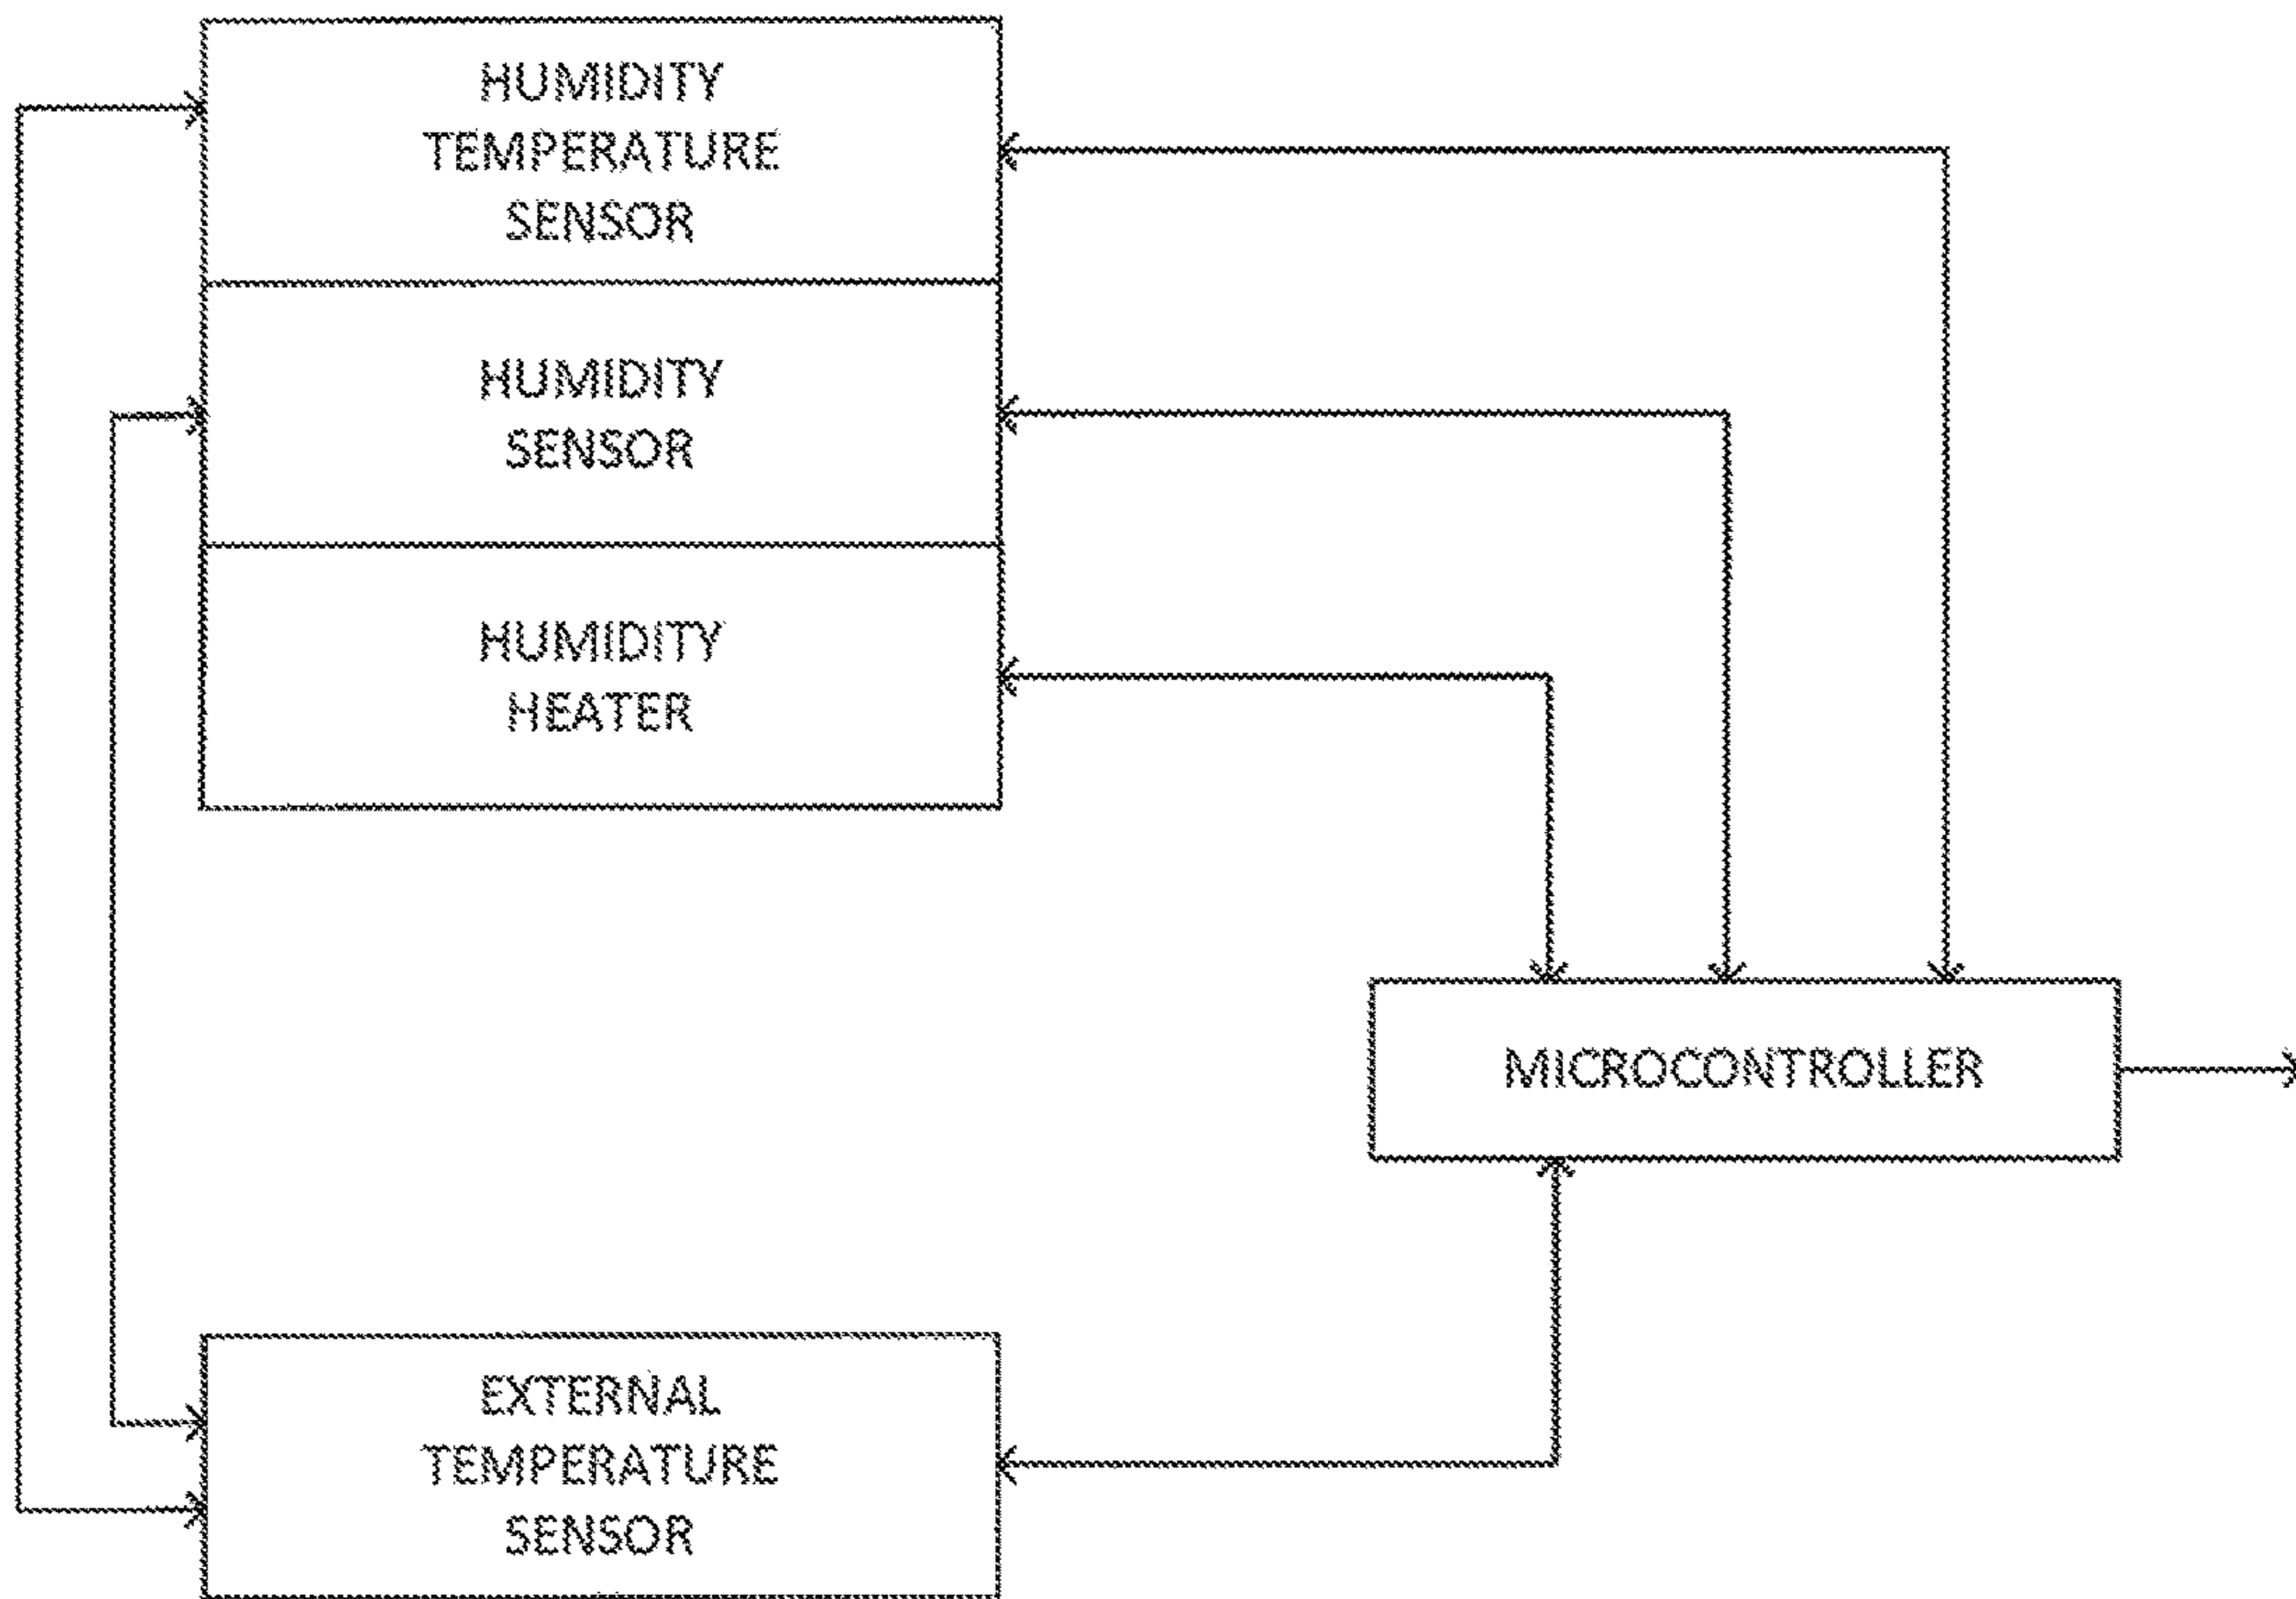 HUMIDITY
TEMPERATURE
SENSOR
HUMIDITY
SENSOR
HUMIDITY
HEATER
MICROCONTROLLER
EXTERNAL
TEMPERATURE
SENSOR